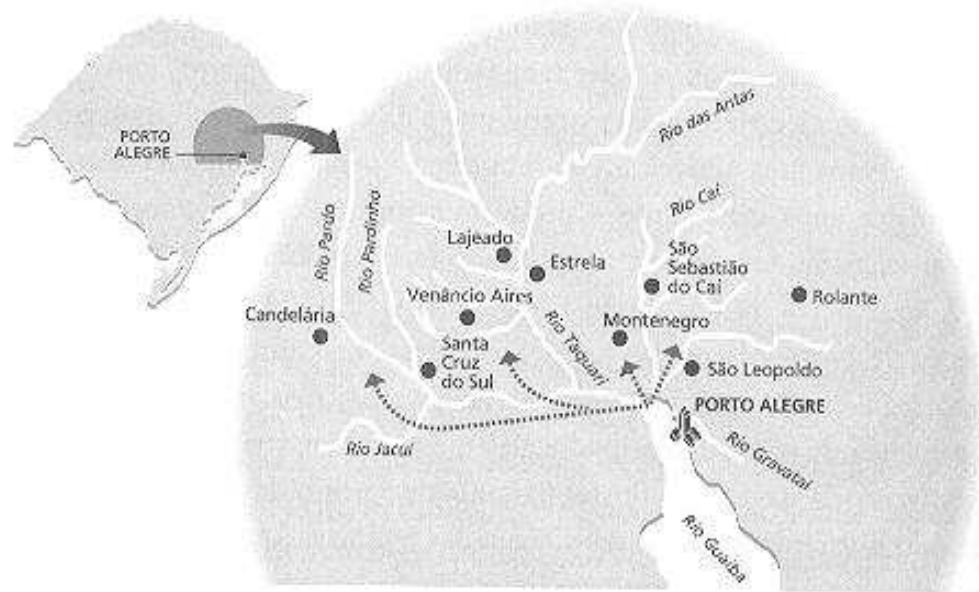 PORTO
ALEGRE
Rio das Antas
Rio Caí
Rio Pardo
Rio Pardinho
Lajeado
Estrela
São
Sebastião
do Caí
Rolante
Venâncio Aires
Candelária
Montenegro
Rio Taquari
Santa
Cruz
do Sul
São Leopoldo
PORTO ALEGRE
Rio Jacuí
Rio Gravataí
Rio Guaíba